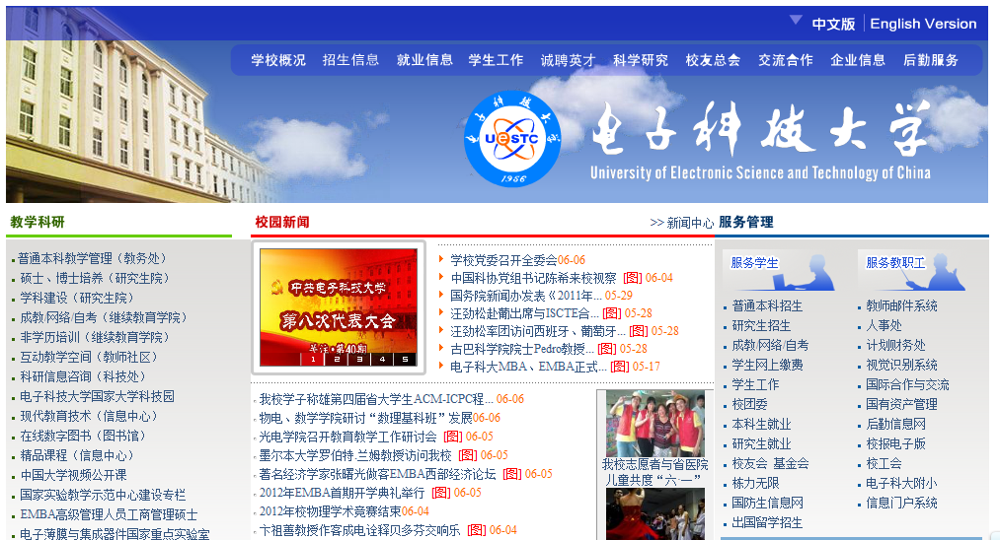 中文版 English Version
学校概况 招生信息 就业信息 学生工作 诚聘英才 科学研究 校友总会 交流合作 企业信息 后勤服务
电子科技大学
UESTC
1956
电子科技大学
University of Electronic Science and Technology of China
教学科研
普通本科教学管理（教务处）
硕士、博士培养（研究生院）
学科建设（研究生院）
成教/网络/自考（继续教育学院）
非学历培训（继续教育学院）
互动教学空间（教师社区）
科研信息咨询（科技处）
电子科技大学国家大学科技园
现代教育技术（信息中心）
在线数字图书（图书馆）
精品课程（信息中心）
中国大学视频公开课
国家实验教学示范中心建设专栏
EMBA高级管理人员工商管理硕士
电子薄膜与集成器件国家重点实验室
校园新闻 >> 新闻中心
中共电子科技大学
第八次代表大会
关注•第40期
1 2 3 4 5
学校党委召开全委会06-06
中国科协党组书记陈希来校视察 [图] 06-04
国务院新闻办发表《2011年... 05-29
汪劲松赴葡出席与ISCTE合... [图] 05-28
汪劲松率团访问西班牙、葡萄牙... [图] 05-28
古巴科学院院士Pedro教授... [图] 05-28
电子科大MBA、EMBA正式... [图] 05-17
我校学子称雄第四届省大学生ACM-ICPC程... 06-06
物电、数学学院研讨“数理基科班”发展06-06
光电学院召开教育教学工作研讨会 [图] 06-05
墨尔本大学罗伯特.兰姆教授访问我校 [图] 06-05
著名经济学家张曙光做客EMBA西部经济论坛 [图] 06-05
2012年EMBA首期开学典礼举行 [图] 06-05
2012年校物理学术竞赛结束06-04
卞祖善教授作客成电诠释贝多芬交响乐 [图] 06-04
我校志愿者与省医院
儿童共度“六·一”
服务管理
服务学生
普通本科招生
研究生招生
成教/网络/自考
学生网上缴费
学生工作
校团委
本科生就业
研究生就业
校友会 基金会
栋力无限
国防生信息网
出国留学招生
服务教职工
教师邮件系统
人事处
计划财务处
视觉识别系统
国际合作与交流
国有资产管理
后勤信息网
校报电子版
校工会
电子科大附小
信息门户系统